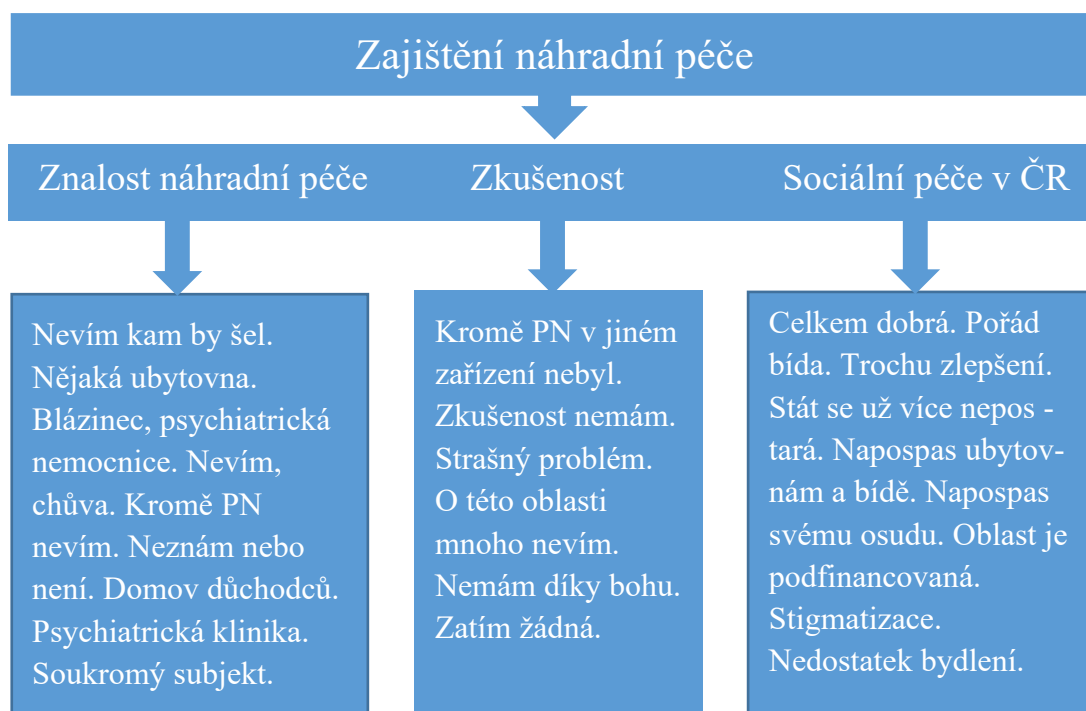 Zajištění náhradní péče
Znalost náhradní péče
Zkušenost
Sociální péče v ČR
Nevím kam by šel.
Nějaká ubytovna.
Blázinec, psychiatrická
nemocnice. Nevím,
chůva. Kromě PN
nevím. Neznám nebo
není. Domov důchodců.
Psychiatrická klinika.
Soukromý subjekt.
Kromě PN v jiném
zařízení nebyl.
Zkušenost nemám.
Strašný problém.
O této oblasti
mnoho nevím.
Nemám díky bohu.
Zatím žádná.
Celkem dobrá. Pořád
bída. Trochu zlepšení.
Stát se už více nepos -
tará. Napospas ubytov-
nám a bídě. Napospas
svému osudu. Oblast je
podfinancovaná.
Stigmatizace.
Nedostatek bydlení.